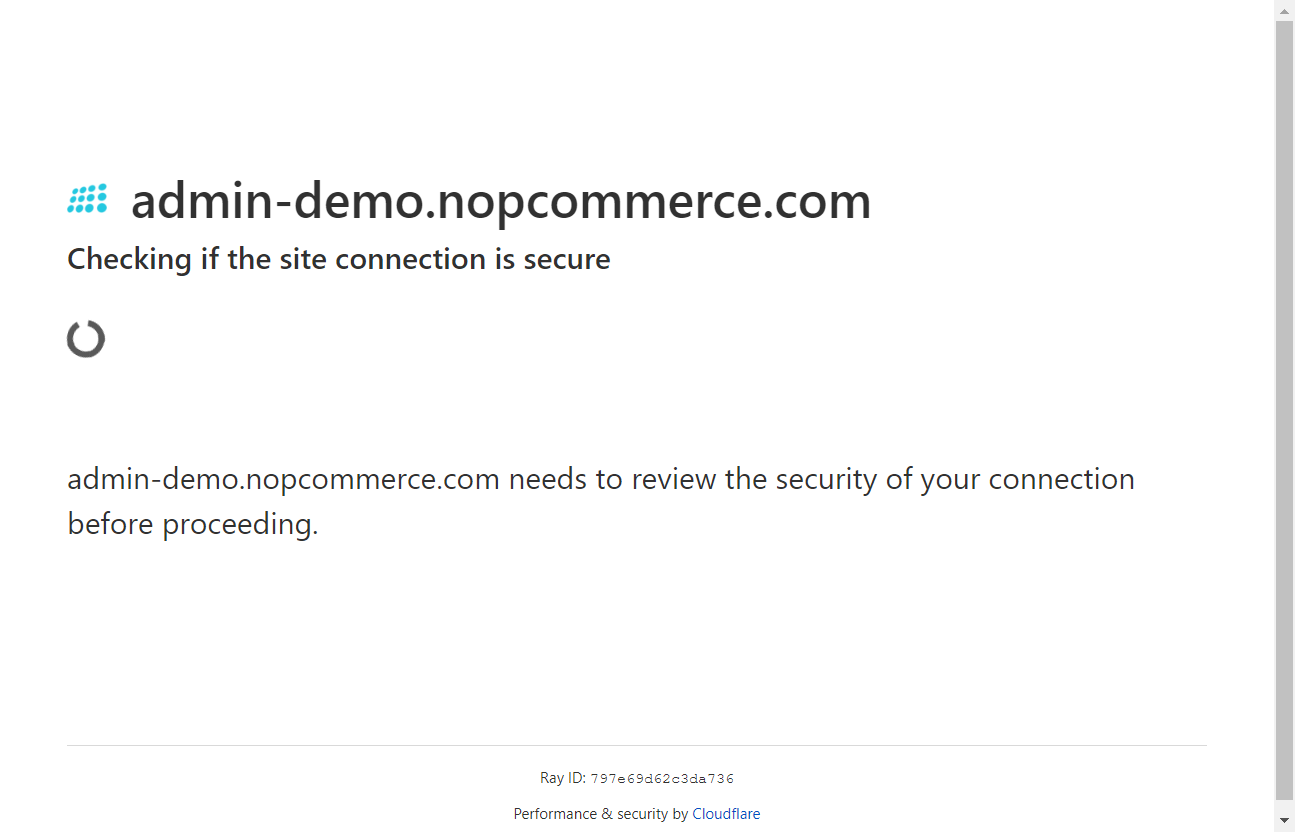 admin-demo.nopcommerce.com
Checking if the site connection is secure
admin-demo.nopcommerce.com needs to review the security of your connection
before proceeding.
Ray ID: 797e69d62c3da736
Performance & security by Cloudflare